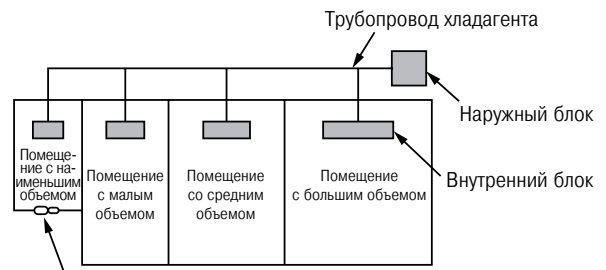 Трубопровод хладагента
Наружный блок
Внутренний блок
Помеще-
ние с на-
именьшим
объемом
Помещение
с малым
объемом
Помещение
со средним
объемом
Помещение
с большим объемом